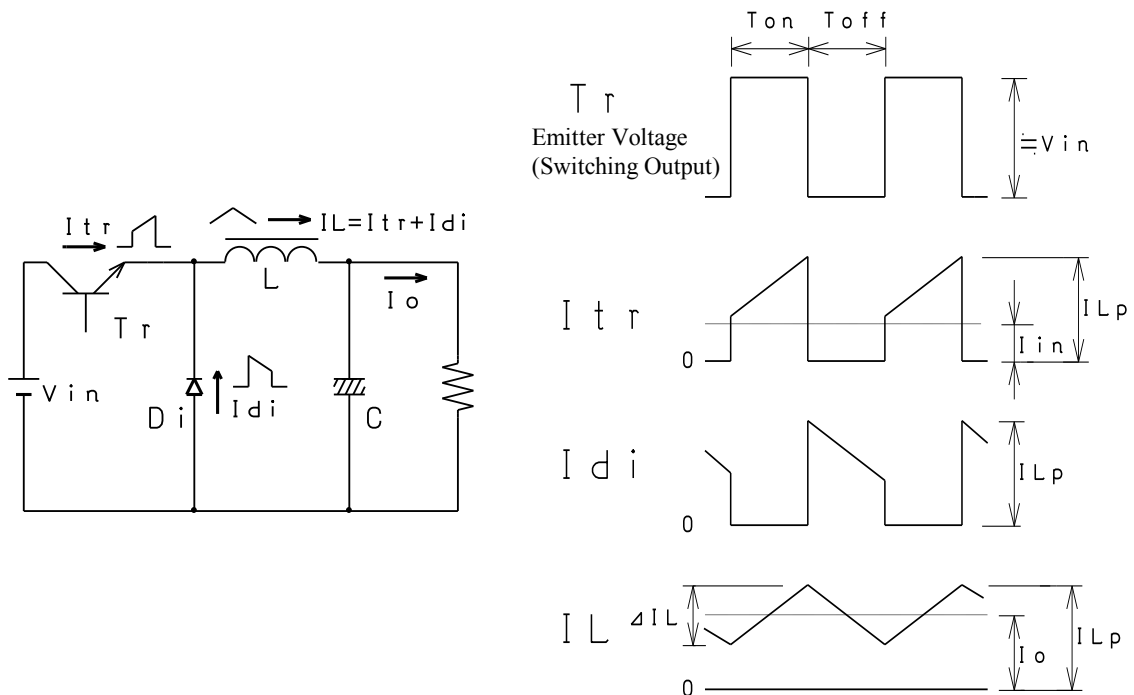 Itr
IL=Itr+Idi
L
Io
Tr
Vin
Di
Idi
C
Ton Toff
Tr
Emitter Voltage
(Switching Output)
≒Vin
Itr
0
Iin
ILp
Idi
0
ILp
IL
⊿IL
0
Io
ILp